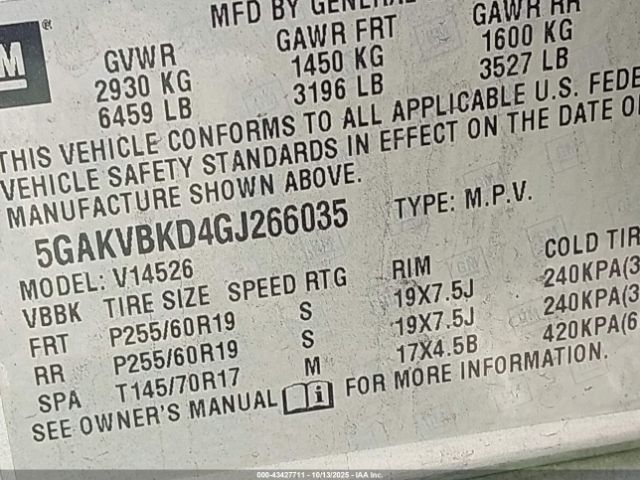 M®
MFD BY GENERAL
GVWR GAWR FRT GAWR RR
2930 KG 1450 KG 1600 KG
6459 LB 3196 LB 3527 LB
THIS VEHICLE CONFORMS TO ALL APPLICABLE U.S. FEDE
VEHICLE SAFETY STANDARDS IN EFFECT ON THE DATE O
MANUFACTURE SHOWN ABOVE.
5GAKVBKD4GJ266035 TYPE: M.P.V.
MODEL: V14526
VBBK TIRE SIZE SPEED RTG RIM COLD TIR
FRT P255/60R19 S 19X7.5J 240KPA(3
RR P255/60R19 S 19X7.5J 240KPA(3
SPA T145/70R17 M 17X4.5B 420KPA(6
SEE OWNER'S MANUAL FOR MORE INFORMATION.
000-43427711 - 10/13/2025 - IAA Inc.